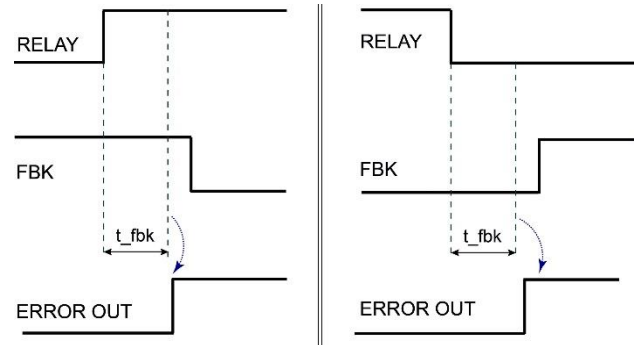 RELAY
FBK
t_fbk
ERROR OUT
RELAY
FBK
t_fbk
ERROR OUT